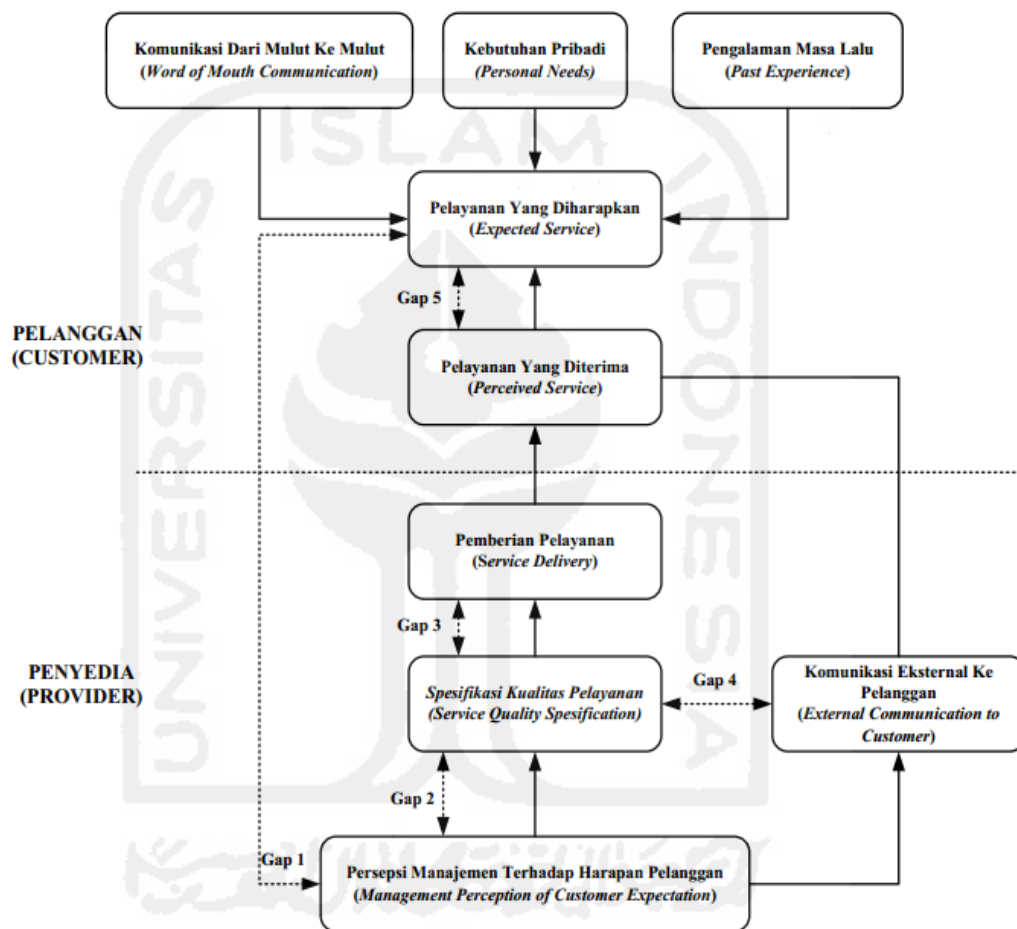 Komunikasi Dari Mulut Ke Mulut
(Word of Mouth Communication)
Kebutuhan Pribadi
(Personal Needs)
Pengalaman Masa Lalu
(Past Experience)
Pelayanan Yang Diharapkan
(Expected Service)
Gap 5
PELANGGAN
(CUSTOMER)
Pelayanan Yang Diterima
(Perceived Service)
Pemberian Pelayanan
(Service Delivery)
Gap 3
PENYEDIA
(PROVIDER)
Spesifikasi Kualitas Pelayanan
(Service Quality Spesification)
Gap 4
Komunikasi Eksternal Ke
Pelanggan
(External Communication to
Customer)
Gap 2
Gap 1
Persepsi Manajemen Terhadap Harapan Pelanggan
(Management Perception of Customer Expectation)
UNIVERSITAS
ISLAM
INDONESIA